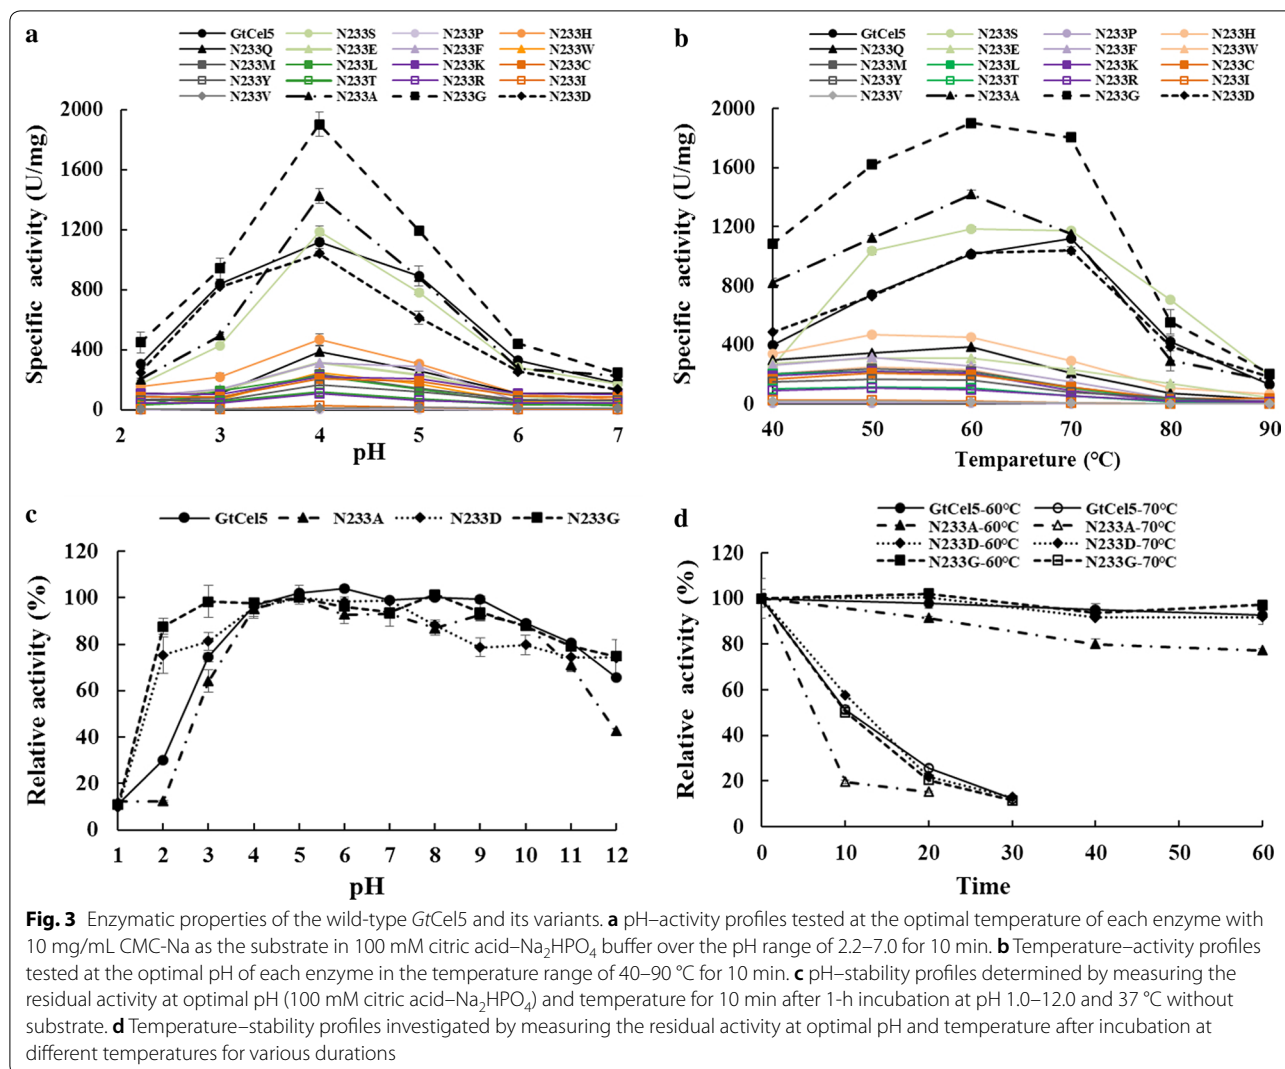 a
GtCel5 N233S N233P N233H
N233Q N233E N233F N233W
N233M N233L N233K N233C
N233Y N233T N233R N233I
N233V N233A N233G N233D
Specific activity (U/mg)
2000
1600
1200
800
400
0
2 3 4 5 6 7
pH
b
GtCel5 N233S N233P N233H
N233Q N233E N233F N233W
N233M N233L N233K N233C
N233Y N233T N233R N233I
N233V N233A N233G N233D
Specific activity (U/mg)
2000
1600
1200
800
400
0
40 50 60 70 80 90
Tempareture (°C)
c
GtCel5 N233A N233D N233G
Relative activity (%)
120
100
80
60
40
20
0
1 2 3 4 5 6 7 8 9 10 11 12
pH
d
GtCel5-60°C GtCel5-70°C
N233A-60°C N233A-70°C
N233D-60°C N233D-70°C
N233G-60°C N233G-70°C
Relative activity (%)
120
100
80
60
40
20
0
0 10 20 30 40 50 60
Time
Fig. 3 Enzymatic properties of the wild-type GtCel5 and its variants. a pH–activity profiles tested at the optimal temperature of each enzyme with
10 mg/mL CMC-Na as the substrate in 100 mM citric acid–Na₂HPO₄ buffer over the pH range of 2.2–7.0 for 10 min. b Temperature–activity profiles
tested at the optimal pH of each enzyme in the temperature range of 40–90 °C for 10 min. c pH–stability profiles determined by measuring the
residual activity at optimal pH (100 mM citric acid–Na₂HPO₄) and temperature for 10 min after 1-h incubation at pH 1.0–12.0 and 37 °C without
substrate. d Temperature–stability profiles investigated by measuring the residual activity at optimal pH and temperature after incubation at
different temperatures for various durations